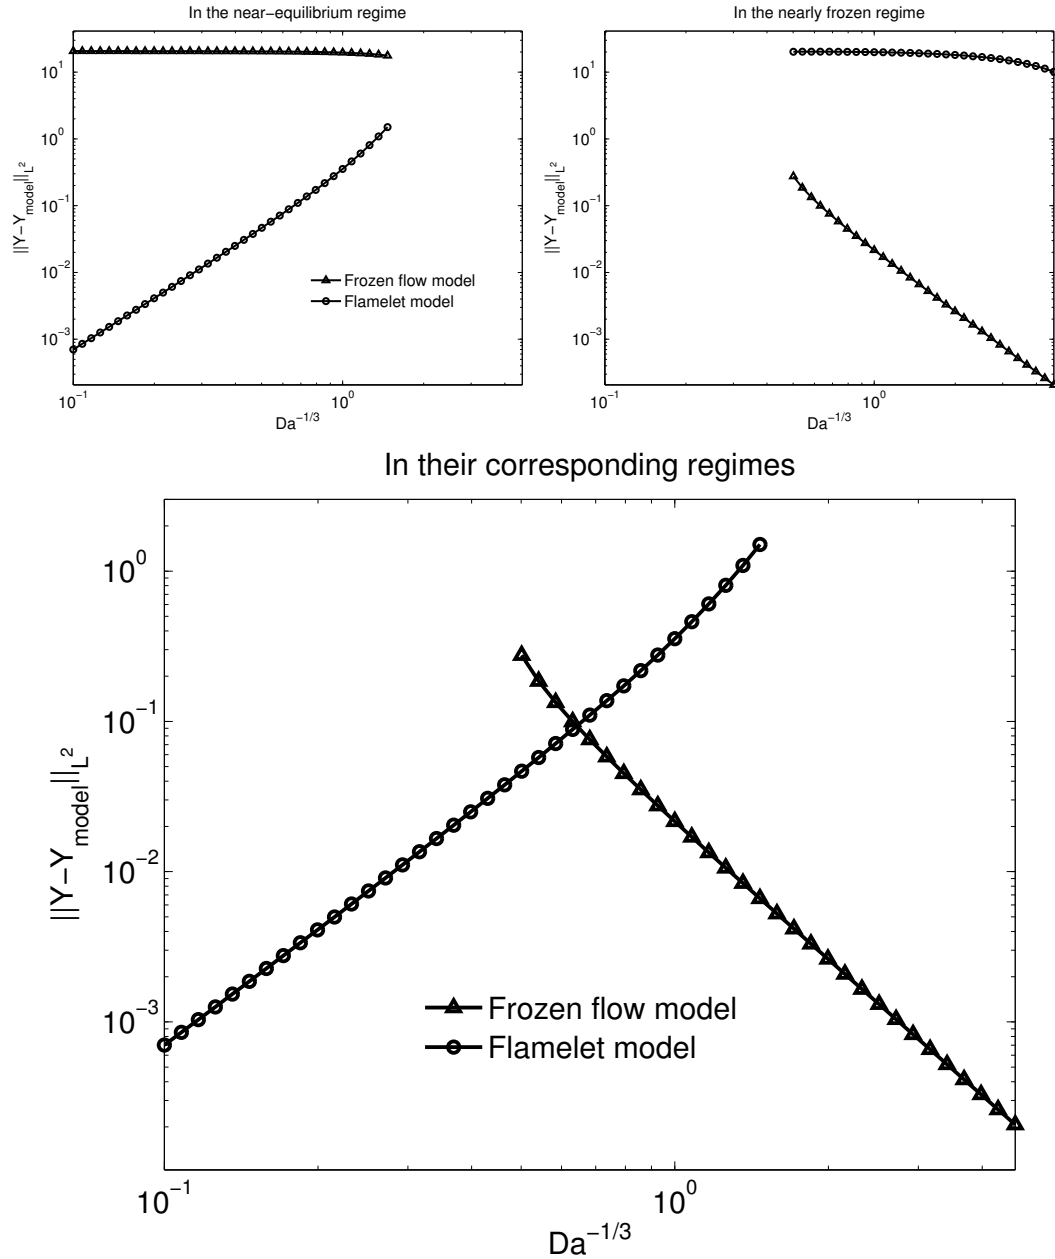 In the near−equilibrium regime
10^1
10^0
10^−1
10^−2
10^−3
||Y−Y_model||_L^2
Frozen flow model
Flamelet model
10^−1
10^0
Da^−1/3
In the nearly frozen regime
10^1
10^0
10^−1
10^−2
10^−3
||Y−Y_model||_L^2
10^−1
10^0
Da^−1/3
In their corresponding regimes
10^0
10^−1
10^−2
10^−3
||Y−Y_model||_L^2
Frozen flow model
Flamelet model
10^−1
10^0
Da^−1/3